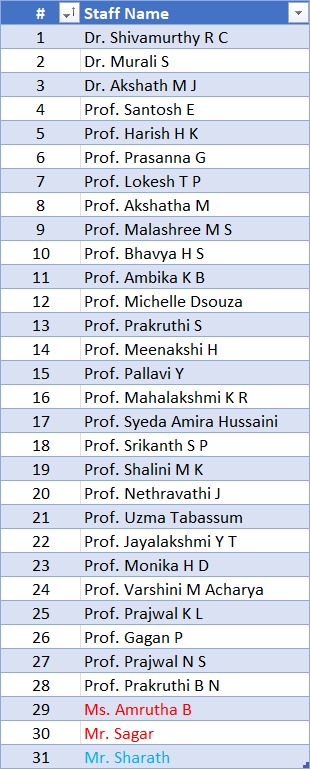 # Staff Name
1 Dr. Shivamurthy R C
2 Dr. Murali S
3 Dr. Akshath M J
4 Prof. Santosh E
5 Prof. Harish H K
6 Prof. Prasanna G
7 Prof. Lokesh T P
8 Prof. Akshatha M
9 Prof. Malashree M S
10 Prof. Bhavya H S
11 Prof. Ambika K B
12 Prof. Michelle Dsouza
13 Prof. Prakruthi S
14 Prof. Meenakshi H
15 Prof. Pallavi Y
16 Prof. Mahalakshmi K R
17 Prof. Syeda Amira Hussaini
18 Prof. Srikanth S P
19 Prof. Shalini M K
20 Prof. Nethravathi J
21 Prof. Uzma Tabassum
22 Prof. Jayalakshmi Y T
23 Prof. Monika H D
24 Prof. Varshini M Acharya
25 Prof. Prajwal K L
26 Prof. Gagan P
27 Prof. Prajwal N S
28 Prof. Prakruthi B N
29 Ms. Amrutha B
30 Mr. Sagar
31 Mr. Sharath